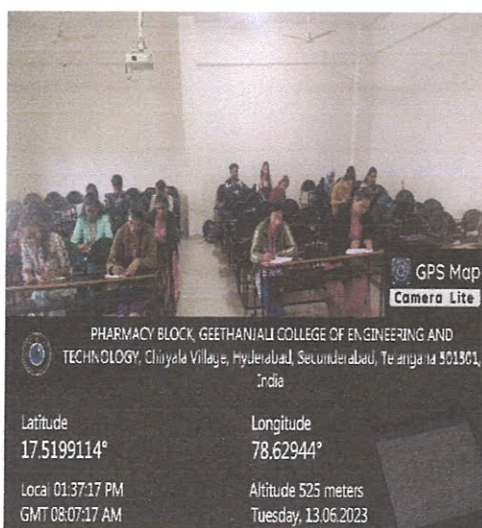 GPS Map
Camera Lite
PHARMACY BLOCK, GEETHANJALI COLLEGE OF ENGINEERING AND
TECHNOLOGY, Chiryala Village, Hyderabad, Secunderabad, Telangana 501301,
India
Latitude
17.5199114°
Longitude
78.62944°
Local 01:37:17 PM
GMT 08:07:17 AM
Altitude 525 meters
Tuesday, 13.06.2023